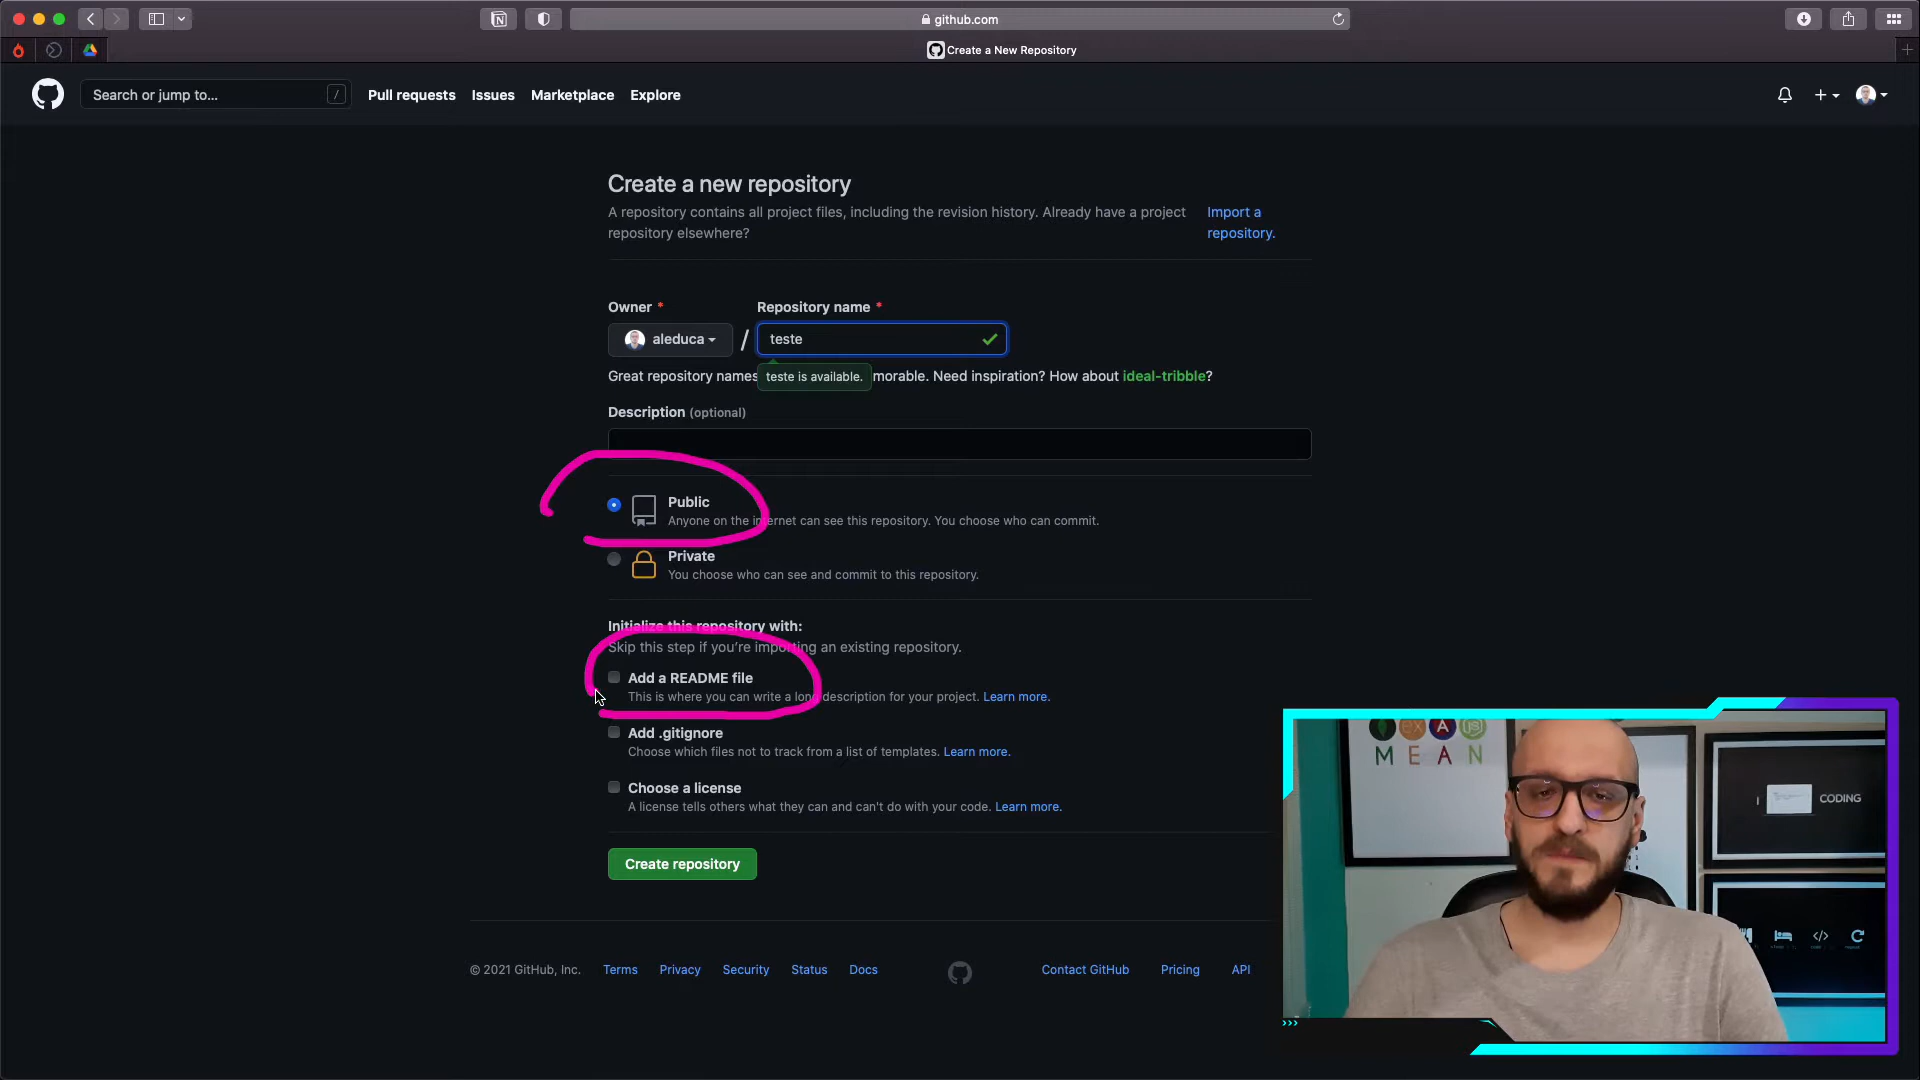 github.com
Create a New Repository
Search or jump to...
/
Pull requests
Issues
Marketplace
Explore
Create a new repository
A repository contains all project files, including the revision history. Already have a project repository elsewhere?
Import a repository.
Owner *
Repository name *
aleduca
/
teste
Great repository names
teste is available.
morable. Need inspiration? How about ideal-tribble?
Description (optional)
Public
Anyone on the internet can see this repository. You choose who can commit.
Private
You choose who can see and commit to this repository.
Initialize this repository with:
Skip this step if you're importing an existing repository.
Add a README file
This is where you can write a long description for your project. Learn more.
Add .gitignore
Choose which files not to track from a list of templates. Learn more.
Choose a license
A license tells others what they can and can't do with your code. Learn more.
Create repository
© 2021 GitHub, Inc.
Terms
Privacy
Security
Status
Docs
Contact GitHub
Pricing
API
ex A JS
MEAN
I
CODING